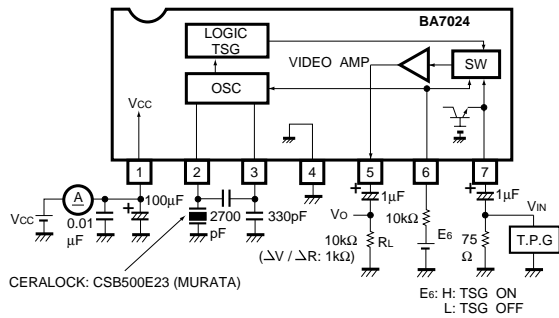 BA7024
LOGIC
TSG
VIDEO AMP
SW
OSC
VCC
1
2
3
4
5
6
7
A
100μF
1μF
1μF
VCC
0.01
μF
2700
pF
330pF
VO
10kΩ
RL
(△V / △R: 1kΩ)
10kΩ
E6
VIN
75
Ω
T.P.G
CERALOCK: CSB500E23 (MURATA)
E6: H: TSG ON
L: TSG OFF